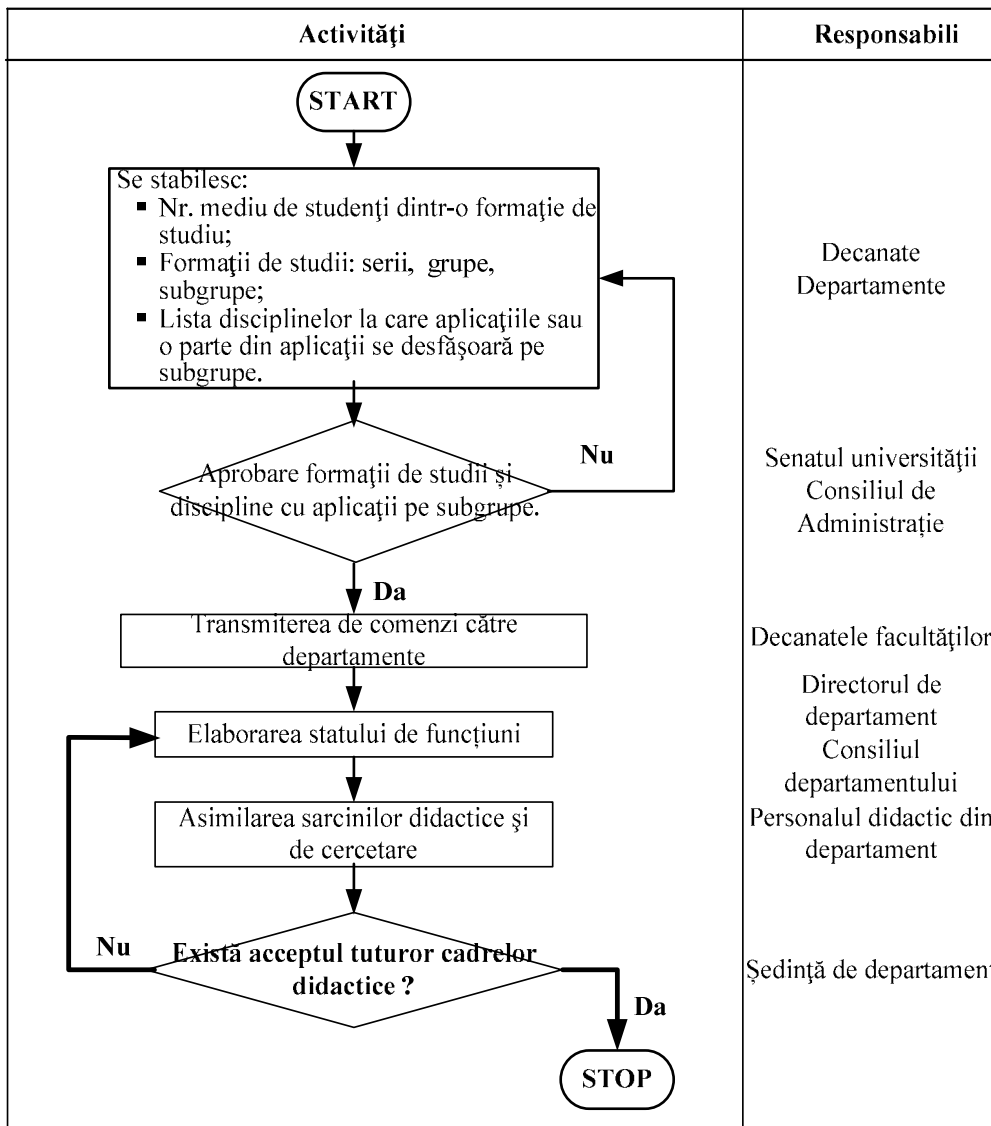 Activităţi
Responsabili
START
Se stabilesc:
▪ Nr. mediu de studenţi dintr-o formaţie de
studiu;
▪ Formaţii de studii: serii, grupe,
subgrupe;
▪ Lista disciplinelor la care aplicaţiile sau
o parte din aplicaţii se desfăşoară pe
subgrupe.
Decanate
Departamente
Aprobare formaţii de studii și
discipline cu aplicaţii pe subgrupe.
Nu
Senatul universităţii
Consiliul de
Administrație
Da
Transmiterea de comenzi către
departamente
Decanatele facultăţilor
Elaborarea statului de funcțiuni
Directorul de
departament
Consiliul
departamentului
Asimilarea sarcinilor didactice şi
de cercetare
Personalul didactic din
departament
Nu
Există acceptul tuturor cadrelor
didactice ?
Ședinţă de departament
Da
STOP